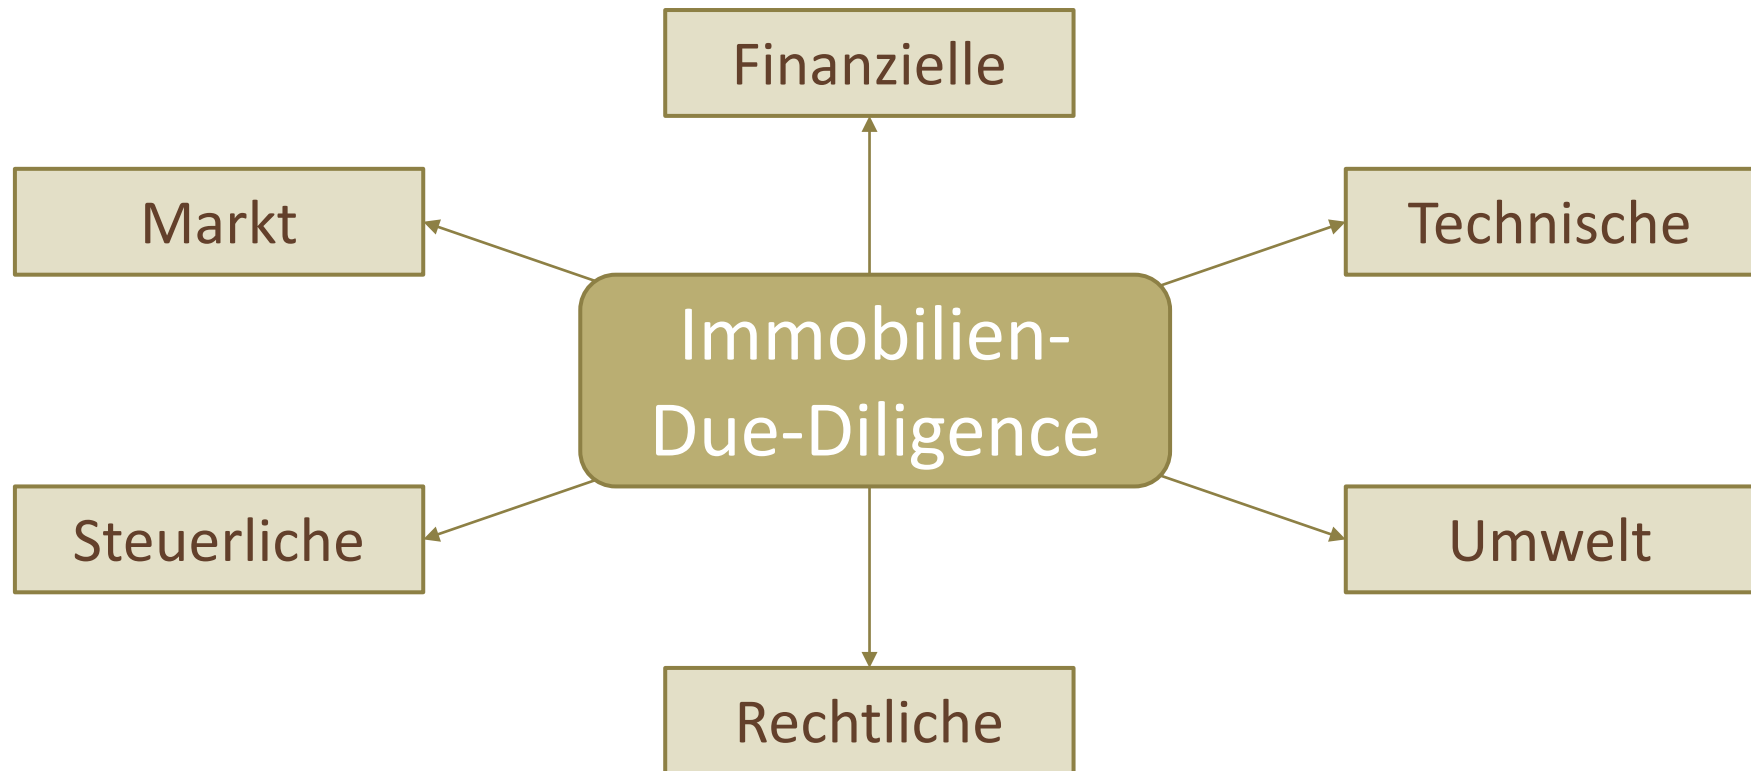 Finanzielle
Markt
Technische
Immobilien-
Due-Diligence
Steuerliche
Umwelt
Rechtliche